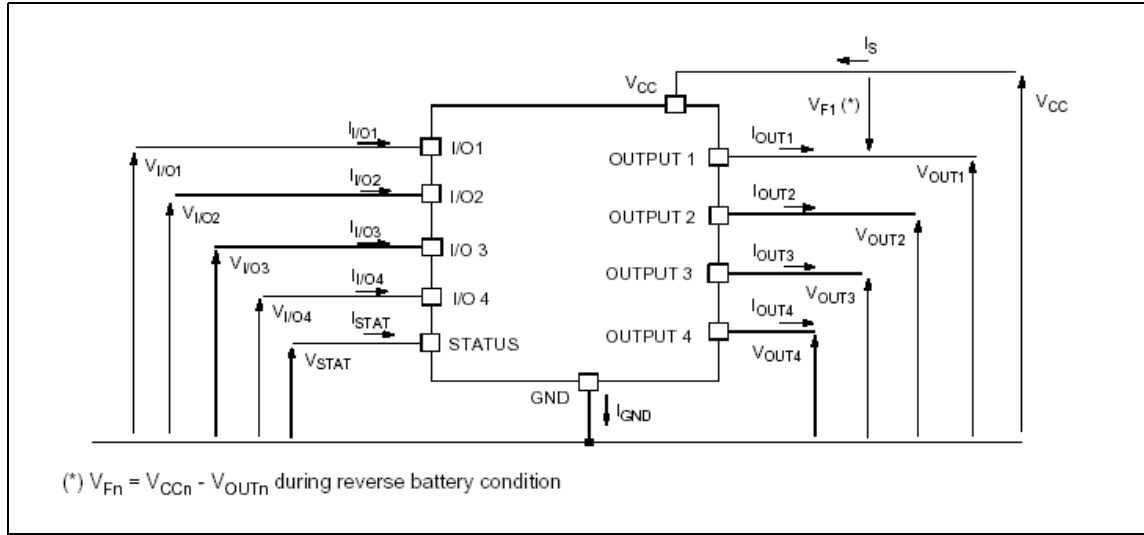 I_S
V_CC
V_F1 (*)
V_CC
I_I/O1
I/O1
V_I/O1
I_OUT1
OUTPUT 1
V_OUT1
I_I/O2
I/O2
V_I/O2
I_OUT2
OUTPUT 2
V_OUT2
I_I/O3
I/O 3
V_I/O3
I_OUT3
OUTPUT 3
V_OUT3
I_I/O4
I/O 4
V_I/O4
I_OUT4
OUTPUT 4
V_OUT4
I_STAT
STATUS
V_STAT
GND
I_GND
(*) V_Fn = V_CCn - V_OUTn during reverse battery condition